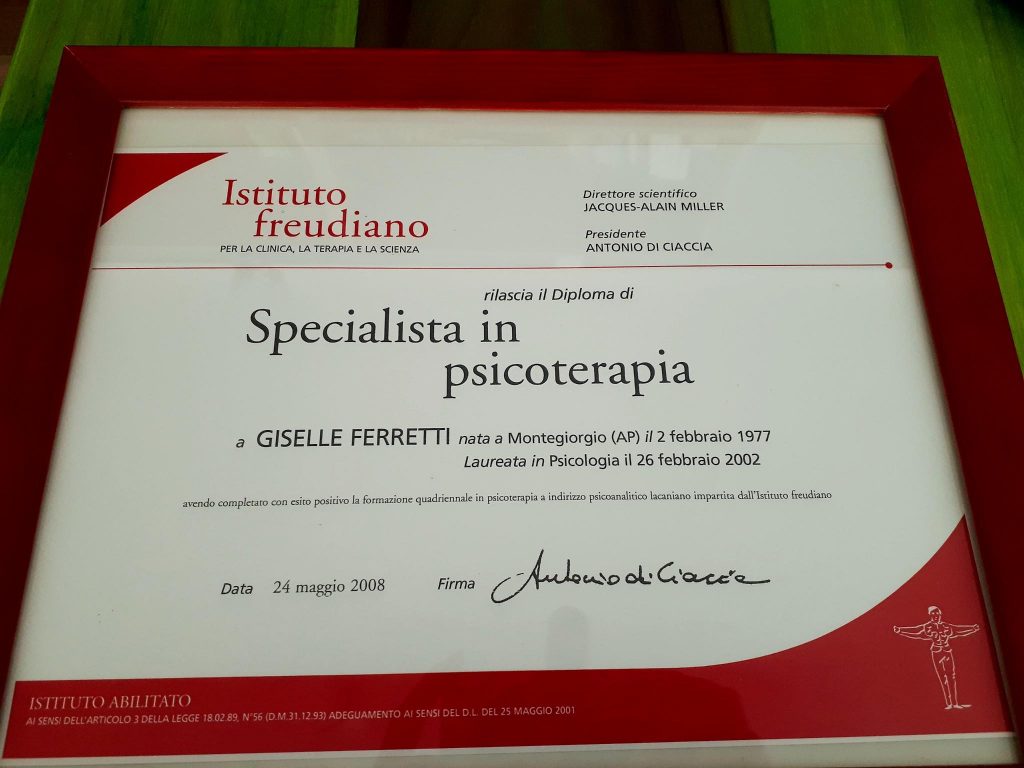 Istituto
freudiano
PER LA CLINICA, LA TERAPIA E LA SCIENZA
Direttore scientifico
JACQUES-ALAIN MILLER
Presidente
ANTONIO DI CIACCIA
rilascia il Diploma di
Specialista in
psicoterapia
a GISELLE FERRETTI nata a Montegiorgio (AP) il 2 febbraio 1977
Laureata in Psicologia il 26 febbraio 2002
avendo completato con esito positivo la formazione quadriennale in psicoterapia a indirizzo psicoanalitico lacaniano impartita dall'Istituto freudiano
Data 24 maggio 2008 Firma Antonio di Ciaccia
ISTITUTO ABILITATO
AI SENSI DELL'ARTICOLO 3 DELLA LEGGE 18.02.89, N°56 (D.M.31.12.93) ADEGUAMENTO AI SENSI DEL D.L. DEL 25 MAGGIO 2001